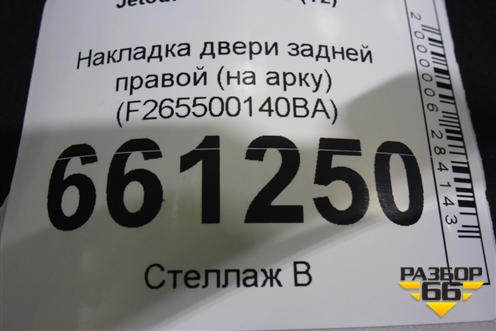 Накладка двери задней
правой (на арку)
(F265500140BA)
661250
Стеллаж В
2000006284143
РАЗБОР
66